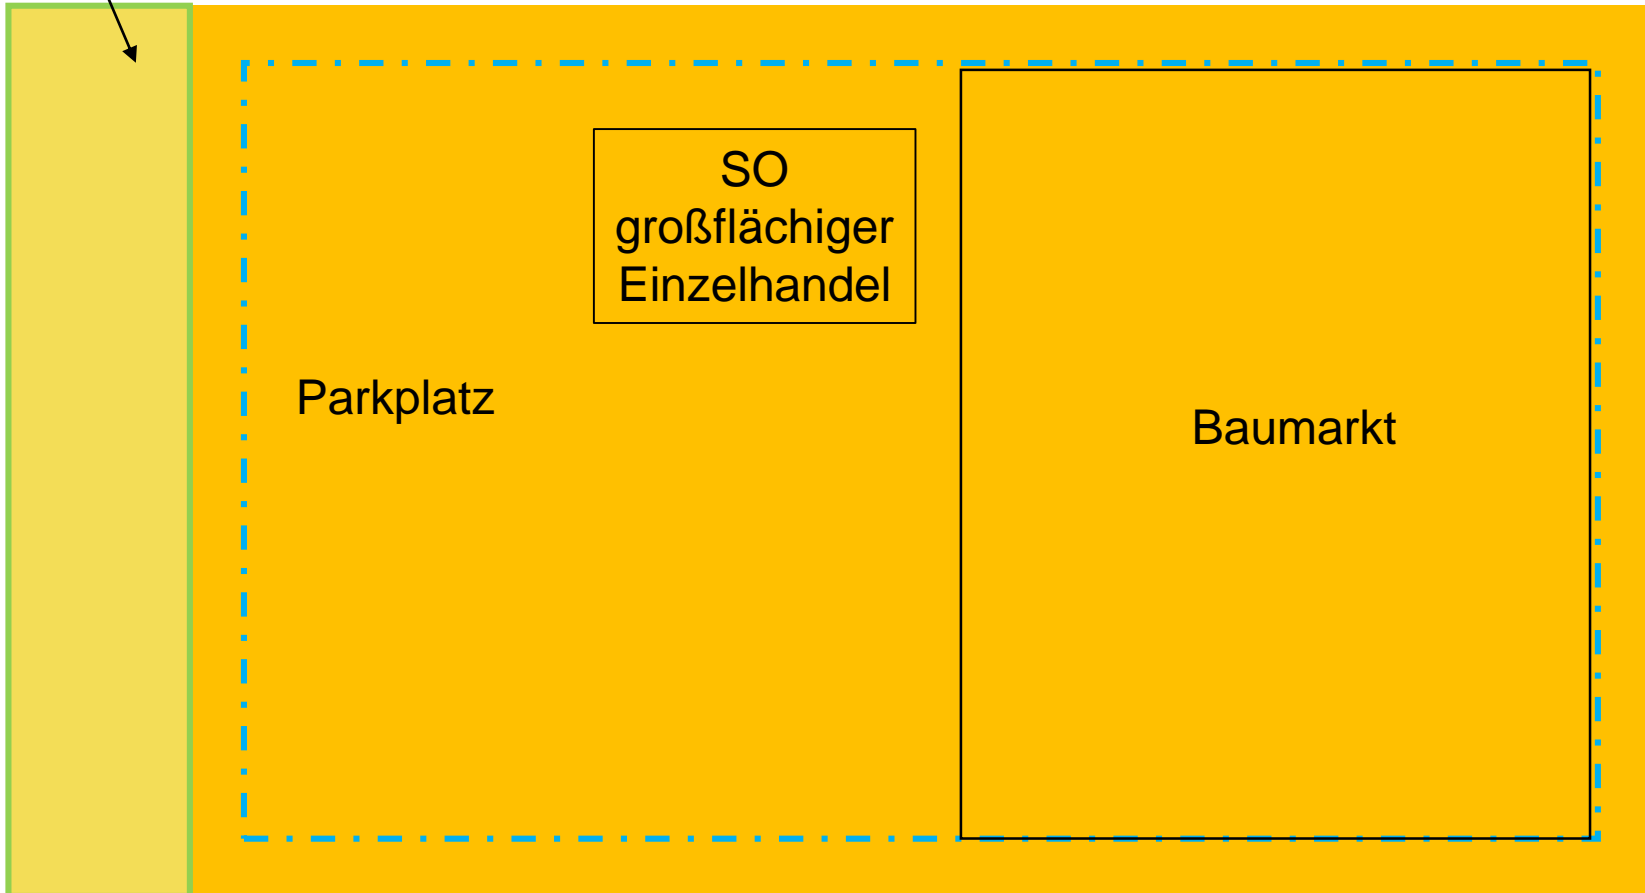 SO
großflächiger
Einzelhandel
Parkplatz
Baumarkt